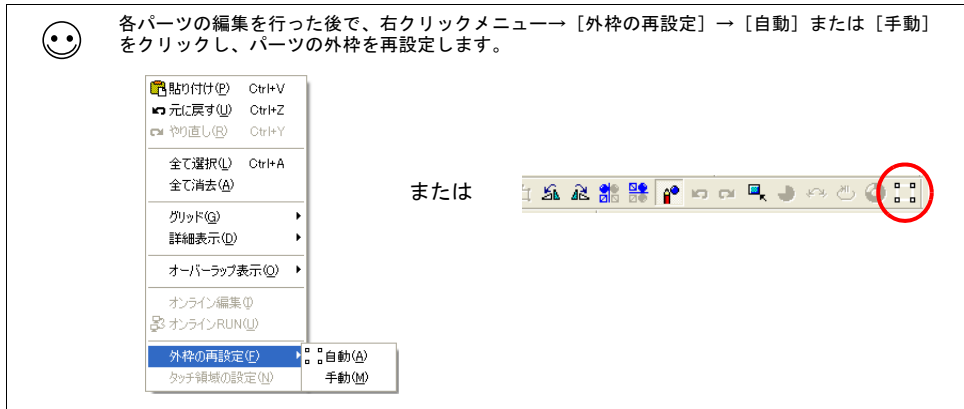 各パーツの編集を行った後で、右クリックメニュー→［外枠の再設定］→［自動］または［手動］
をクリックし、パーツの外枠を再設定します。
貼り付け(P) Ctrl+V
元に戻す(U) Ctrl+Z
やり直し(R) Ctrl+Y
全て選択(L) Ctrl+A
全て消去(A)
グリッド(G)
詳細表示(D)
オーバーラップ表示(O)
オンライン編集(I)
オンラインRUN(U)
外枠の再設定(F)
タッチ領域の設定(N)
自動(A)
手動(M)
または